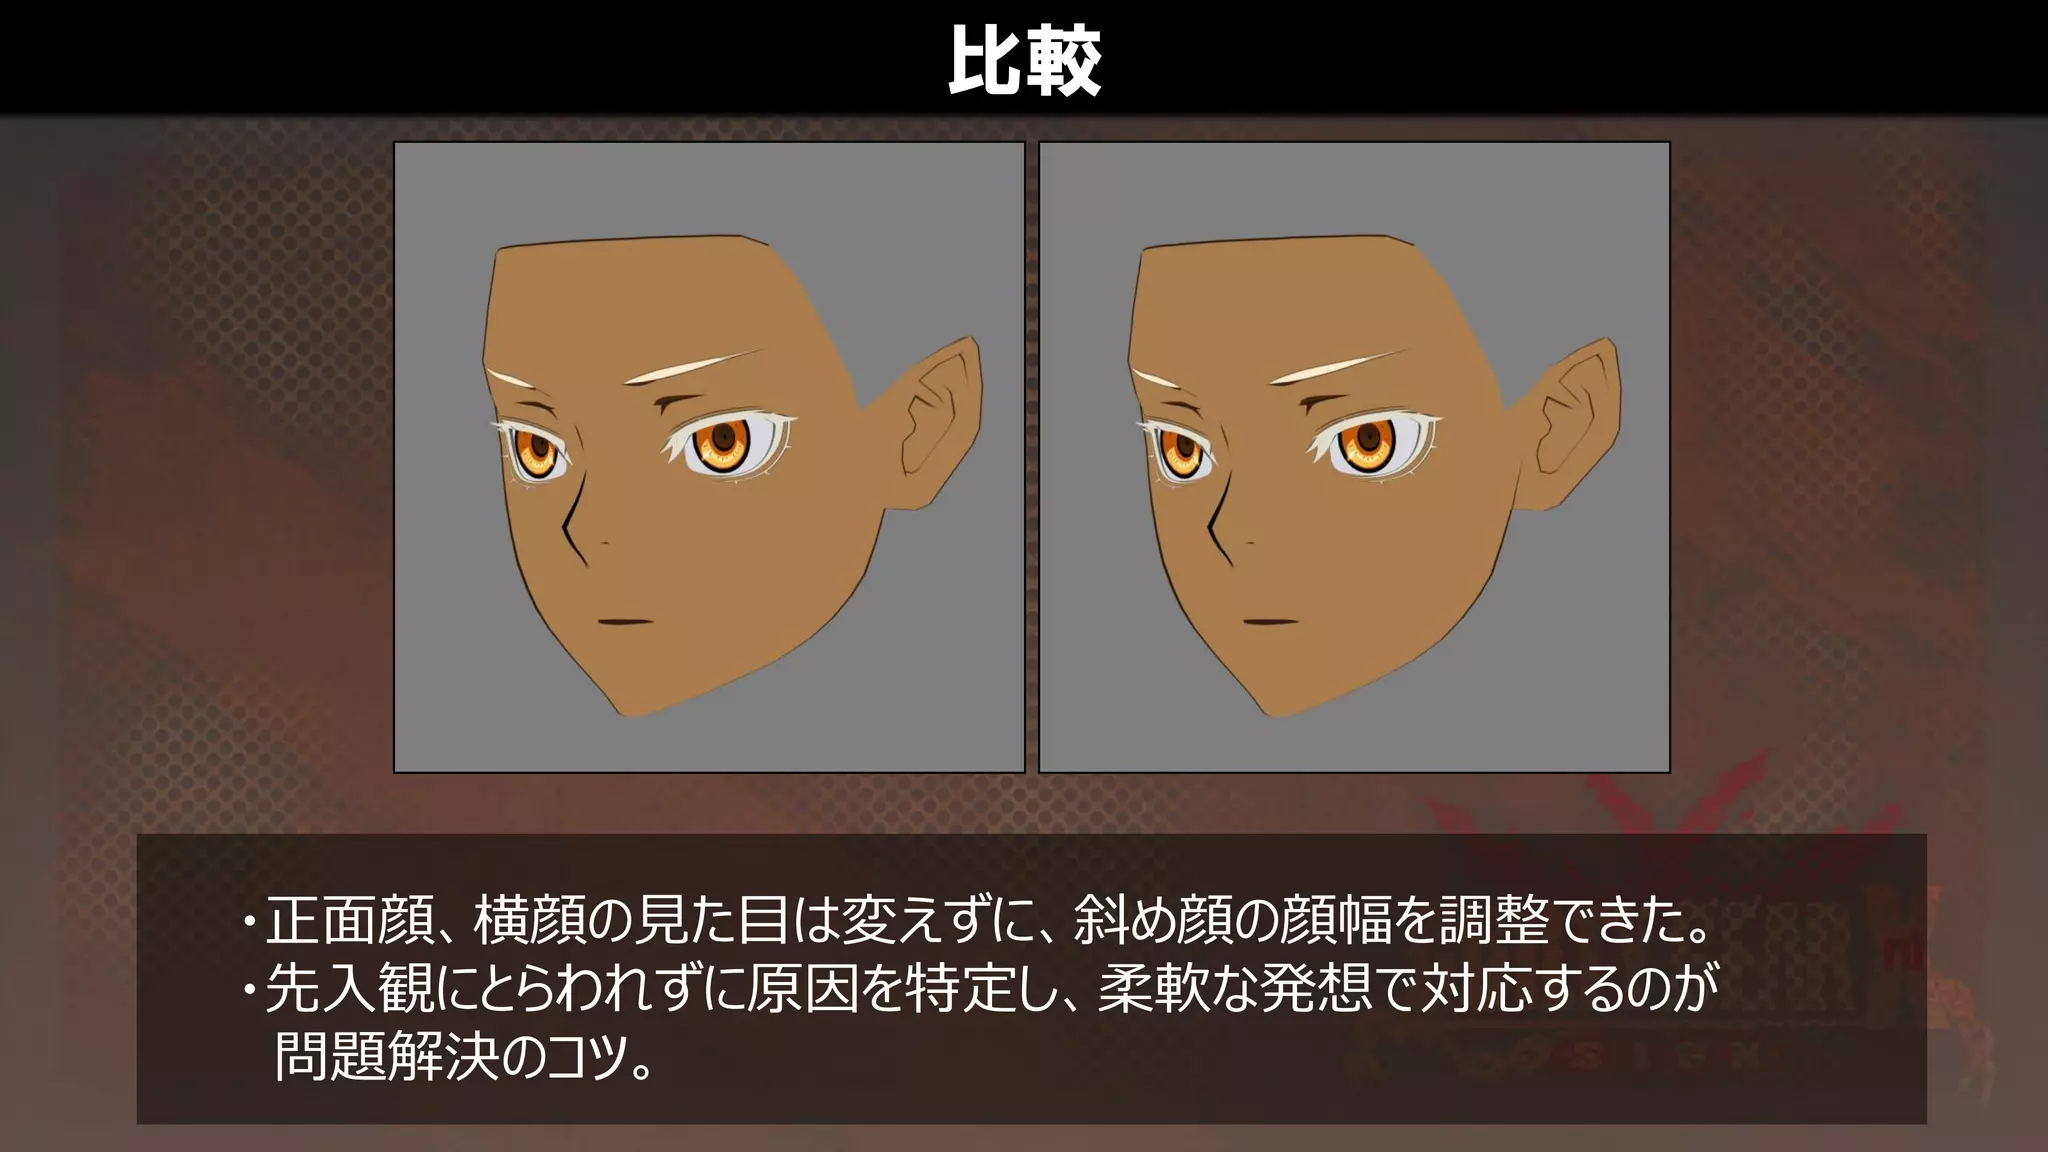 比較
・正面顔、横顔の見た目は変えずに、斜め顔の顔幅を調整できた。
・先入観にとらわれずに原因を特定し、柔軟な発想で対応するのが
問題解決のコツ。